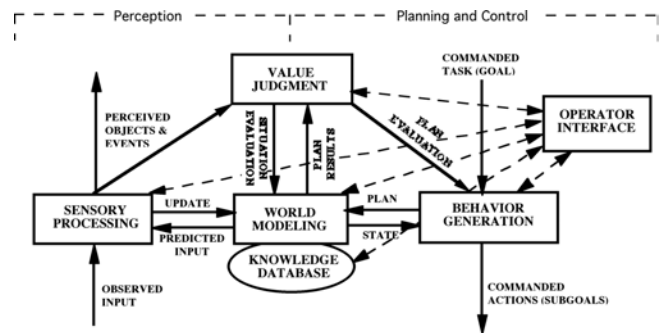 Perception
Planning and Control
VALUE
JUDGMENT
COMMANDED
TASK (GOAL)
PERCEIVED
OBJECTS &
EVENTS
SITUATION
EVALUATION
PLAN
RESULTS
PLAN/
EVALUATION
OPERATOR
INTERFACE
SENSORY
PROCESSING
UPDATE
PREDICTED
INPUT
WORLD
MODELING
PLAN
STATE
BEHAVIOR
GENERATION
KNOWLEDGE
DATABASE
OBSERVED
INPUT
COMMANDED
ACTIONS (SUBGOALS)